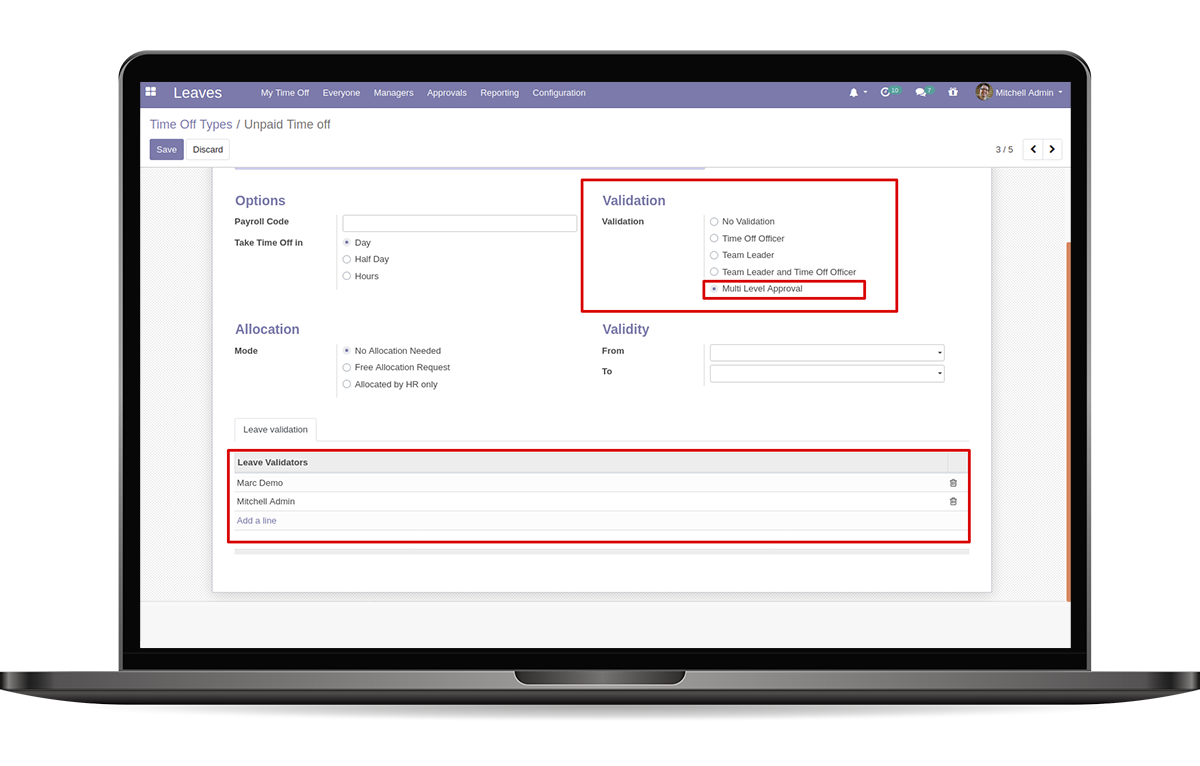 Leaves My Time Off Everyone Managers Approvals Reporting Configuration 10 7 Mitchell Admin
Time Off Types / Unpaid Time off
Save Discard 3 / 5
Options
Payroll Code
Take Time Off in
Day
Half Day
Hours
Validation
Validation
No Validation
Time Off Officer
Team Leader
Team Leader and Time Off Officer
Multi Level Approval
Allocation
Mode
No Allocation Needed
Free Allocation Request
Allocated by HR only
Validity
From
To
Leave validation
Leave Validators
Marc Demo
Mitchell Admin
Add a line